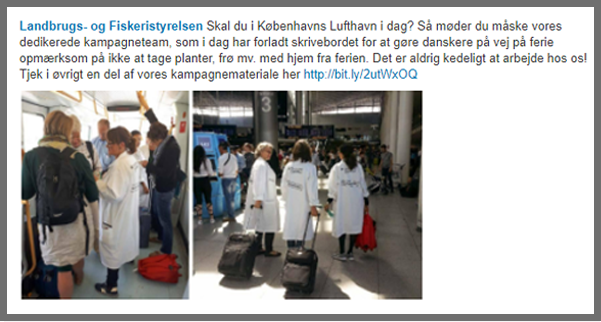 Landbrugs- og Fiskeristyrelsen Skal du i Københavns Lufthavn i dag? Så møder du måske vores
dedikerede kampagneteam, som i dag har forladt skrivebordet for at gøre danskere på vej på ferie
opmærksom på ikke at tage planter, frø mv. med hjem fra ferien. Det er aldrig kedeligt at arbejde hos os!
Tjek i øvrigt en del af vores kampagnemateriale her http://bit.ly/2utWxOQ
3